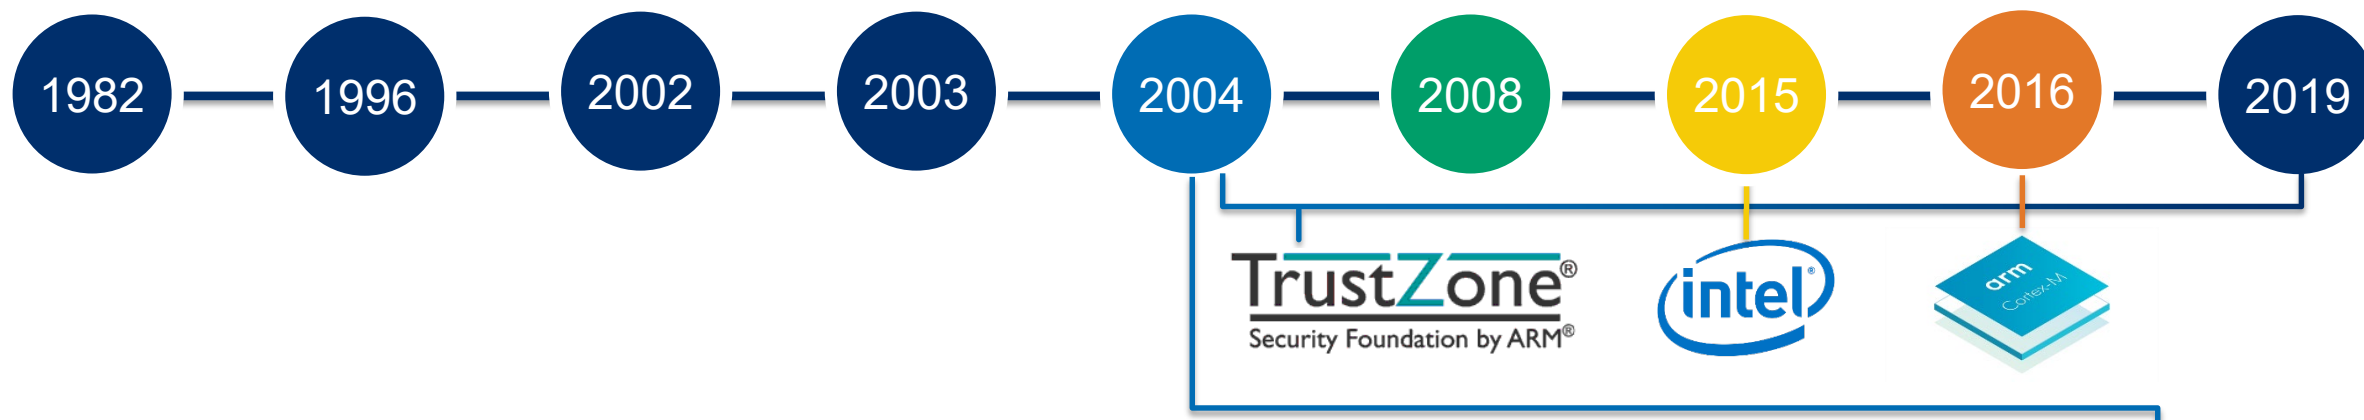 1982 1996 2002 2003 2004 2008 2015 2016 2019
TrustZone®
Security Foundation by ARM®
intel®
arm
Cortex-M